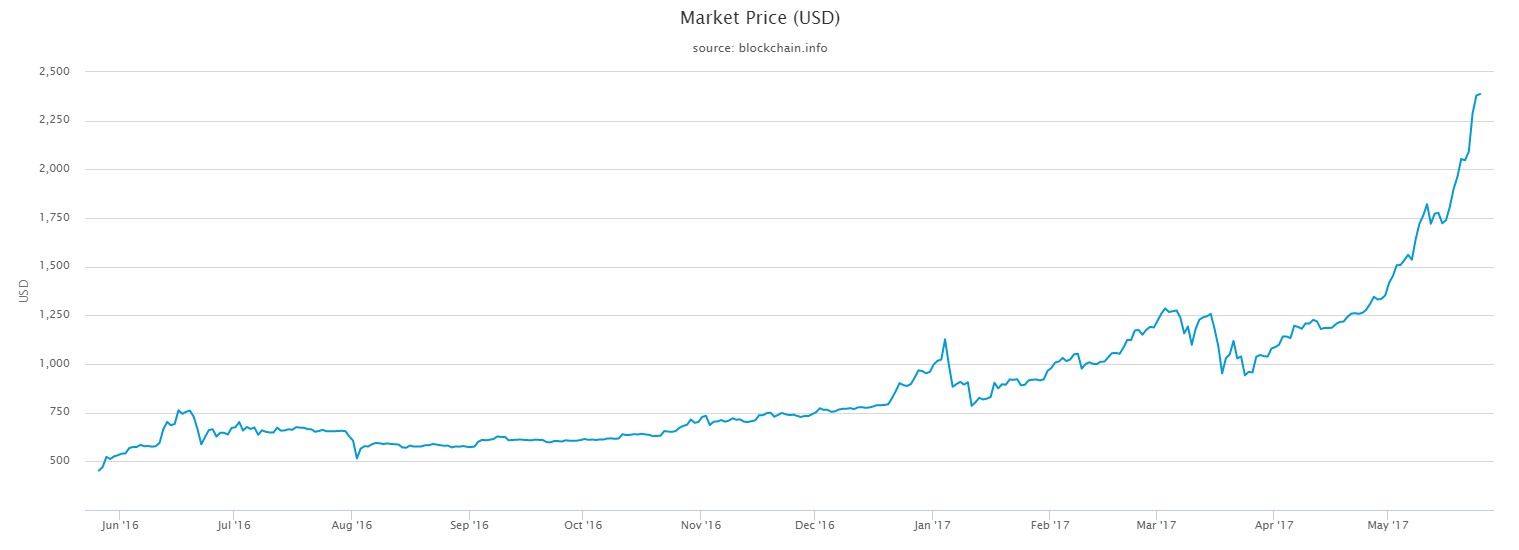 Market Price (USD)
source: blockchain.info
2,500
2,250
2,000
1,750
1,500
1,250
1,000
750
500
USD
Jun '16 Jul '16 Aug '16 Sep '16 Oct '16 Nov '16 Dec '16 Jan '17 Feb '17 Mar '17 Apr '17 May '17